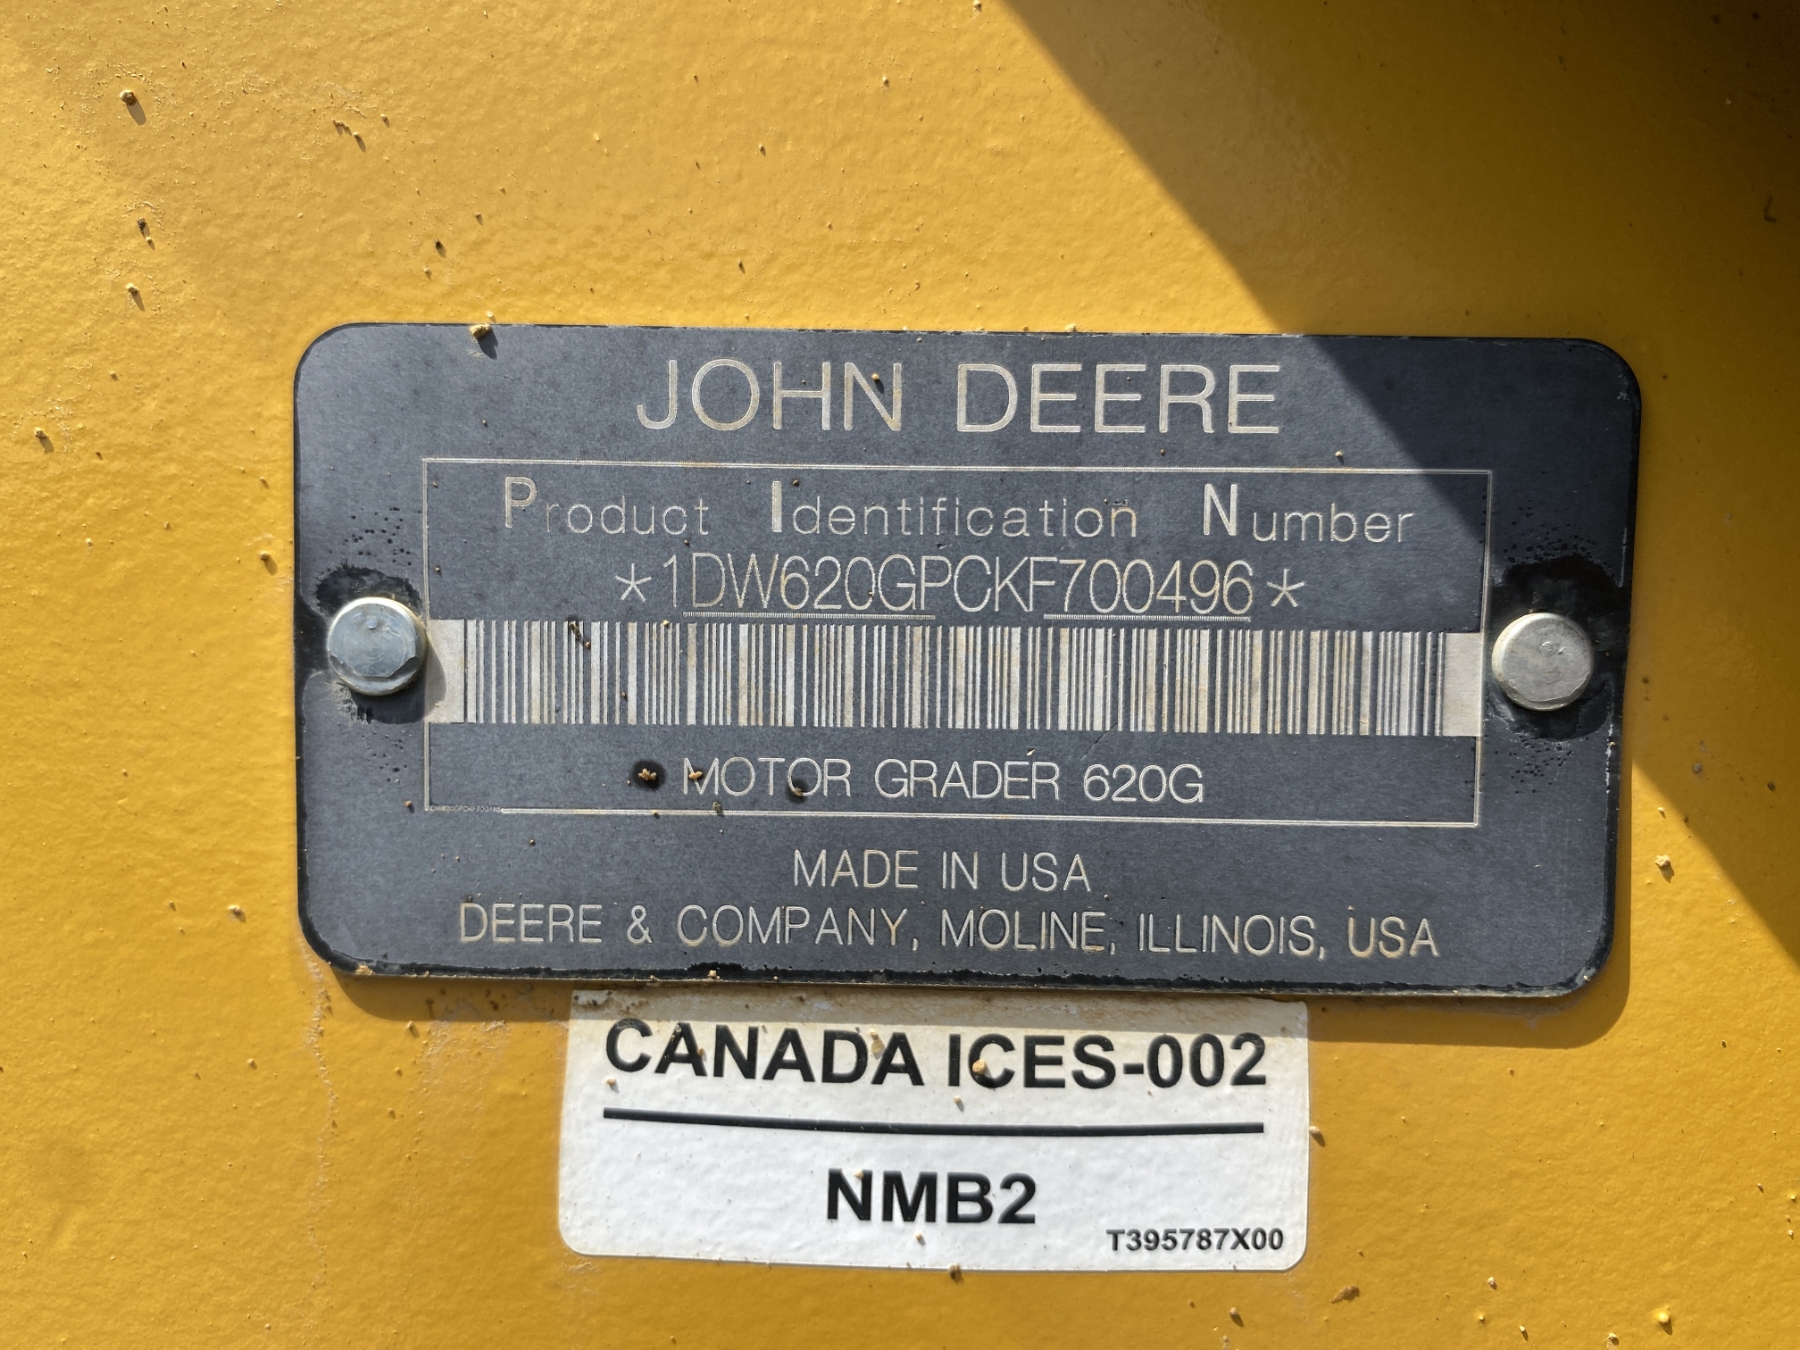 JOHN DEERE
Product Identification Number
*1DW620GPCKF700496*
MOTOR GRADER 620G
MADE IN USA
DEERE & COMPANY, MOLINE, ILLINOIS, USA
CANADA ICES-002
NMB2
T395787X00